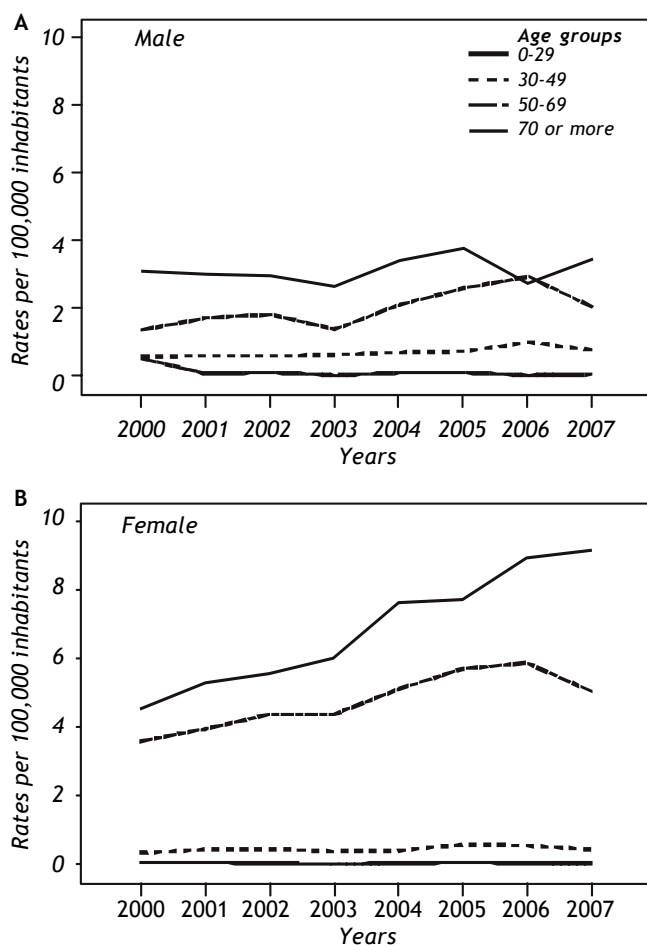 A
Male
Age groups
0-29
30-49
50-69
70 or more
Rates per 100,000 inhabitants
10
8
6
4
2
0
2000 2001 2002 2003 2004 2005 2006 2007
Years
B
Female
Rates per 100,000 inhabitants
10
8
6
4
2
0
2000 2001 2002 2003 2004 2005 2006 2007
Years